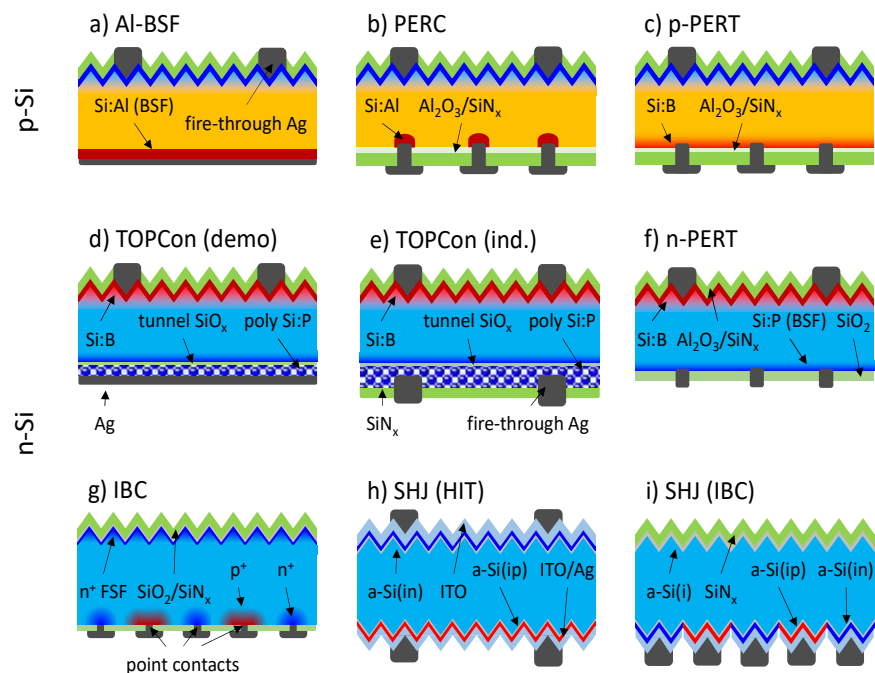 a) Al-BSF
b) PERC
c) p-PERT
p-Si
Si:Al (BSF)
fire-through Ag
Si:Al
Al₂O₃/SiNₓ
Si:B
Al₂O₃/SiNₓ
d) TOPCon (demo)
e) TOPCon (ind.)
f) n-PERT
n-Si
tunnel SiOₓ
poly Si:P
Si:B
Ag
tunnel SiOₓ
poly Si:P
Si:B
SiNₓ
fire-through Ag
Si:P (BSF)
SiO₂
Si:B
Al₂O₃/SiNₓ
g) IBC
h) SHJ (HIT)
i) SHJ (IBC)
n⁺ FSF
SiO₂/SiNₓ
p⁺
n⁺
point contacts
a-Si(ip)
ITO/Ag
a-Si(in)
ITO
a-Si(ip)
a-Si(in)
a-Si(i)
SiNₓ